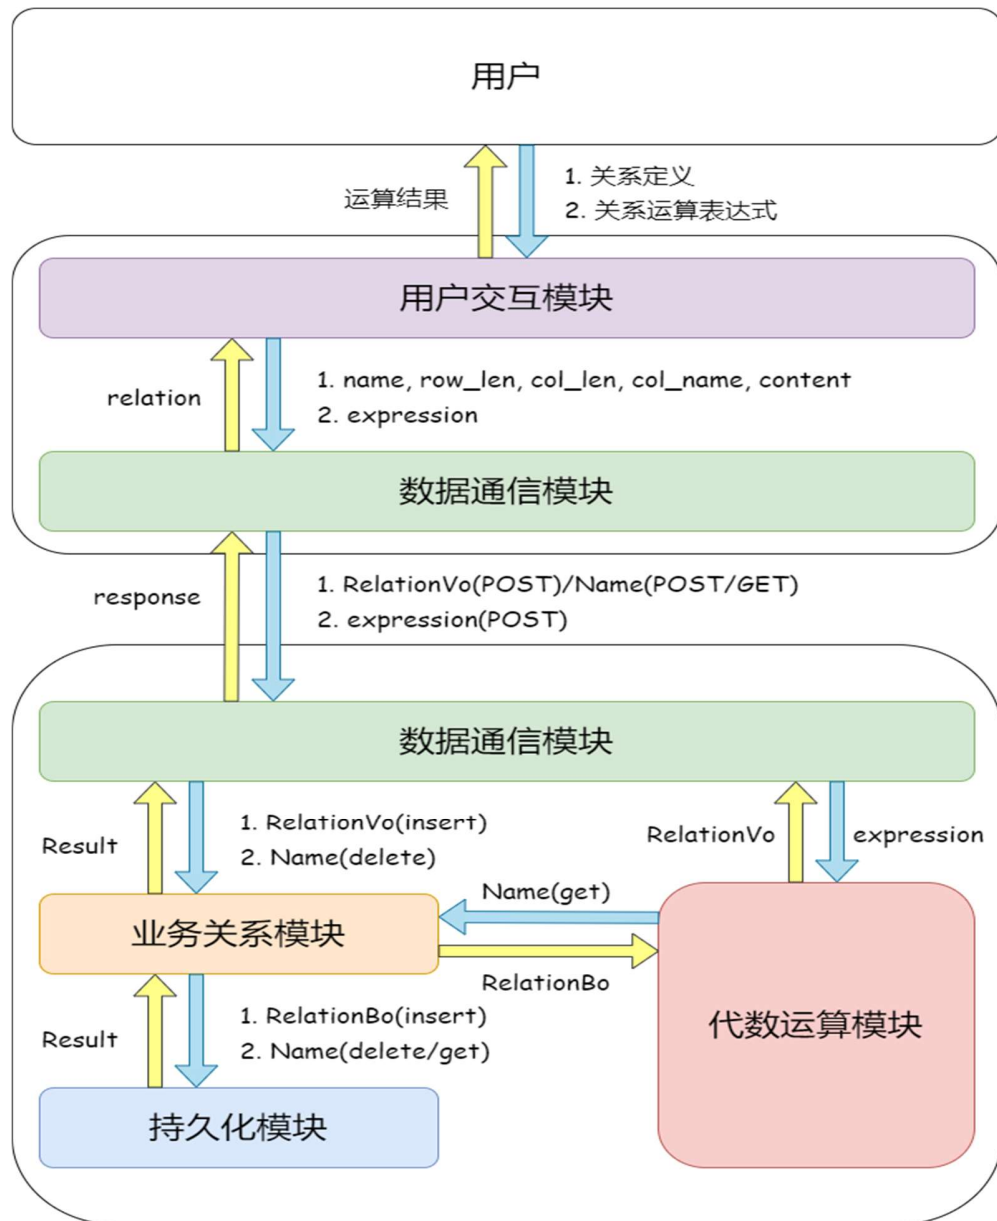 用户
运算结果
1. 关系定义
2. 关系运算表达式
用户交互模块
relation
1. name, row_len, col_len, col_name, content
2. expression
数据通信模块
response
1. RelationVo(POST)/Name(POST/GET)
2. expression(POST)
数据通信模块
Result
1. RelationVo(insert)
2. Name(delete)
RelationVo
expression
业务关系模块
Name(get)
RelationBo
代数运算模块
Result
1. RelationBo(insert)
2. Name(delete/get)
持久化模块